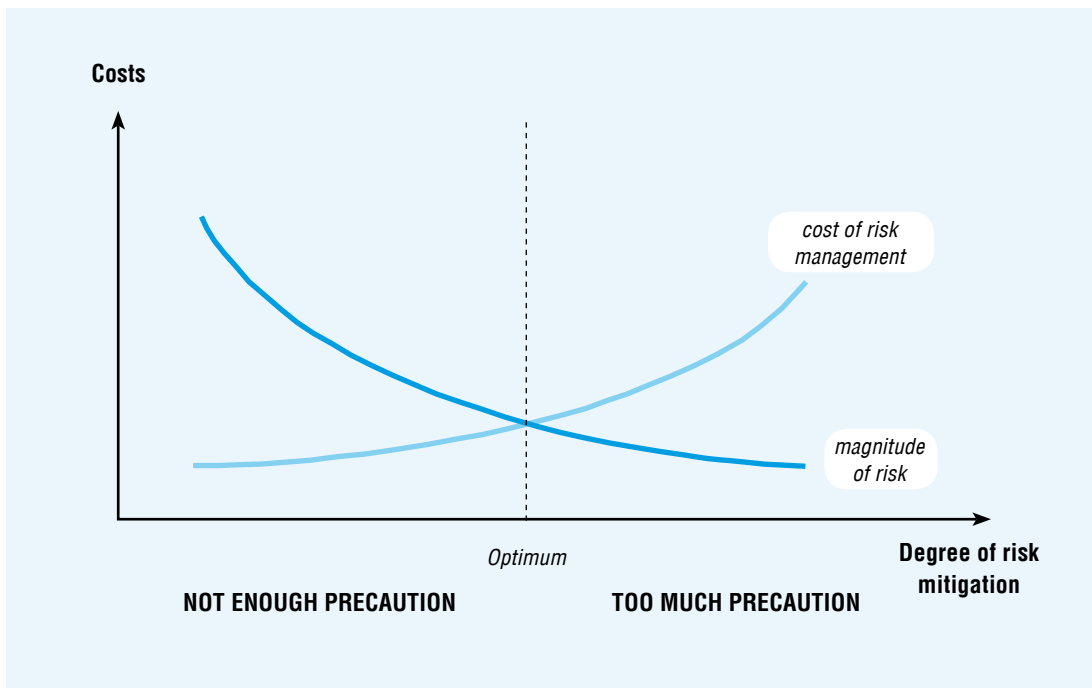 Costs
cost of risk
management
magnitude
of risk
Optimum
Degree of risk
mitigation
NOT ENOUGH PRECAUTION
TOO MUCH PRECAUTION